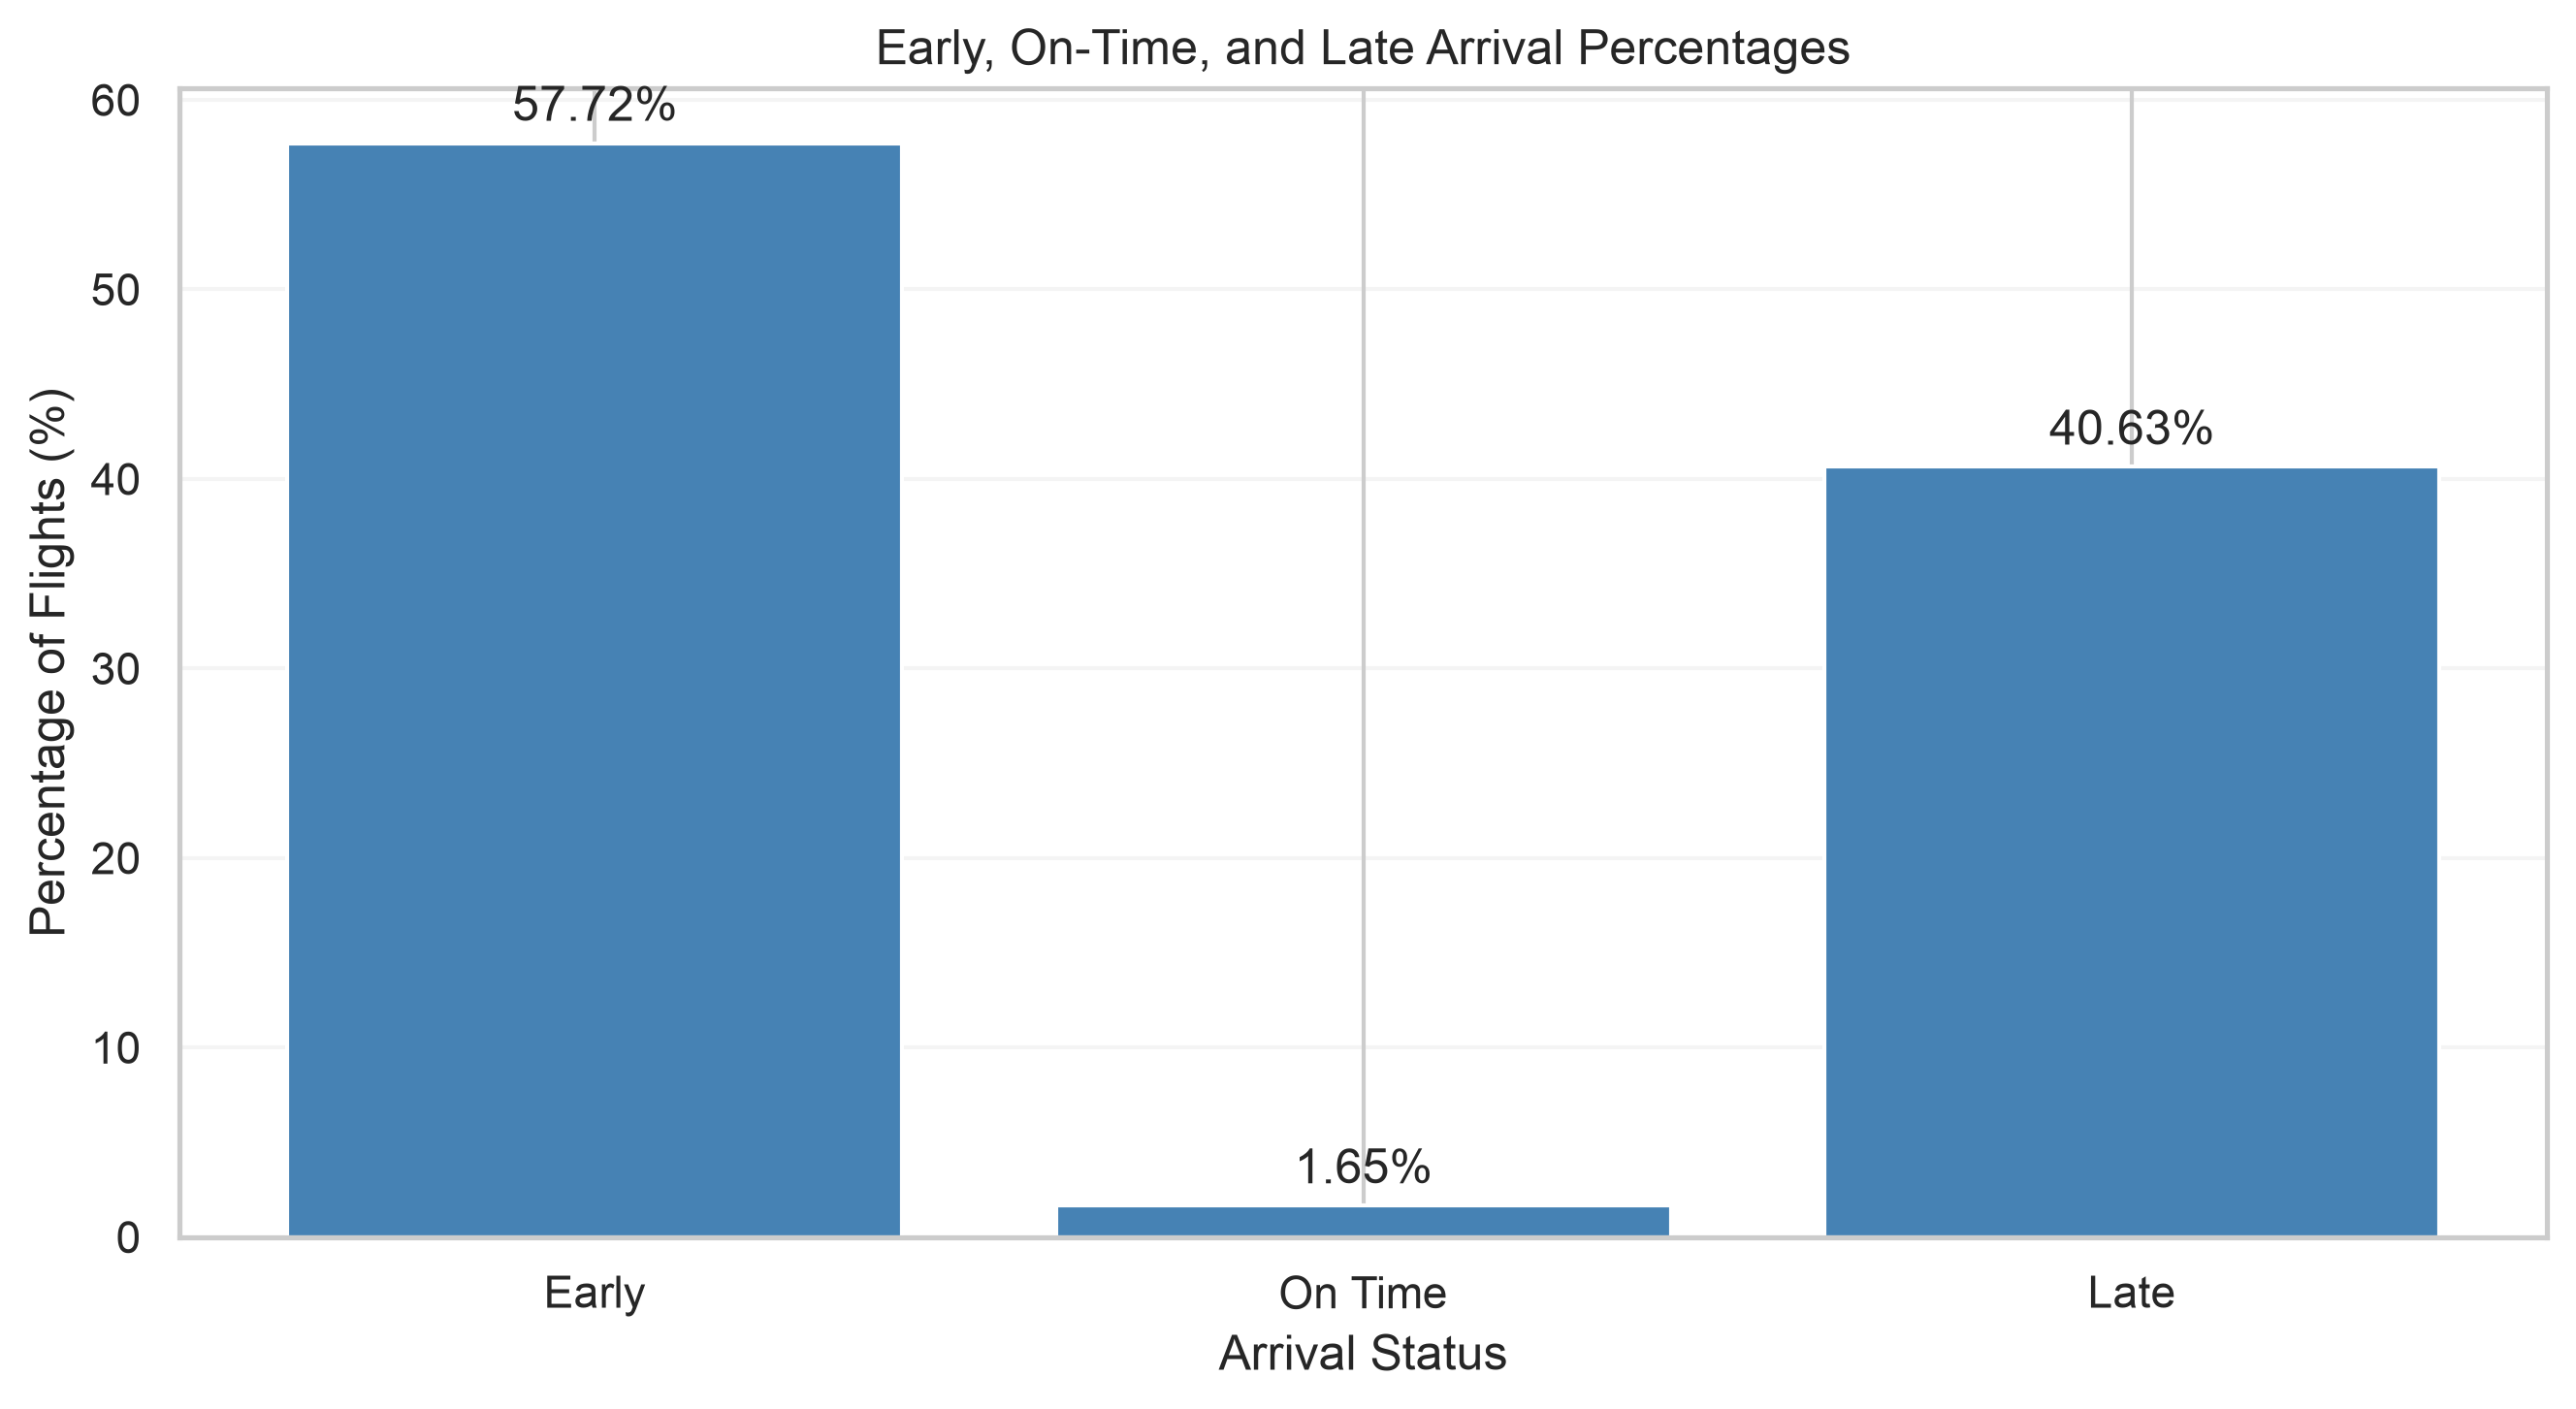 Early, On-Time, and Late Arrival Percentages
Percentage of Flights (%)
60
50
40
30
20
10
0
57.72%
1.65%
40.63%
Early
On Time
Late
Arrival Status